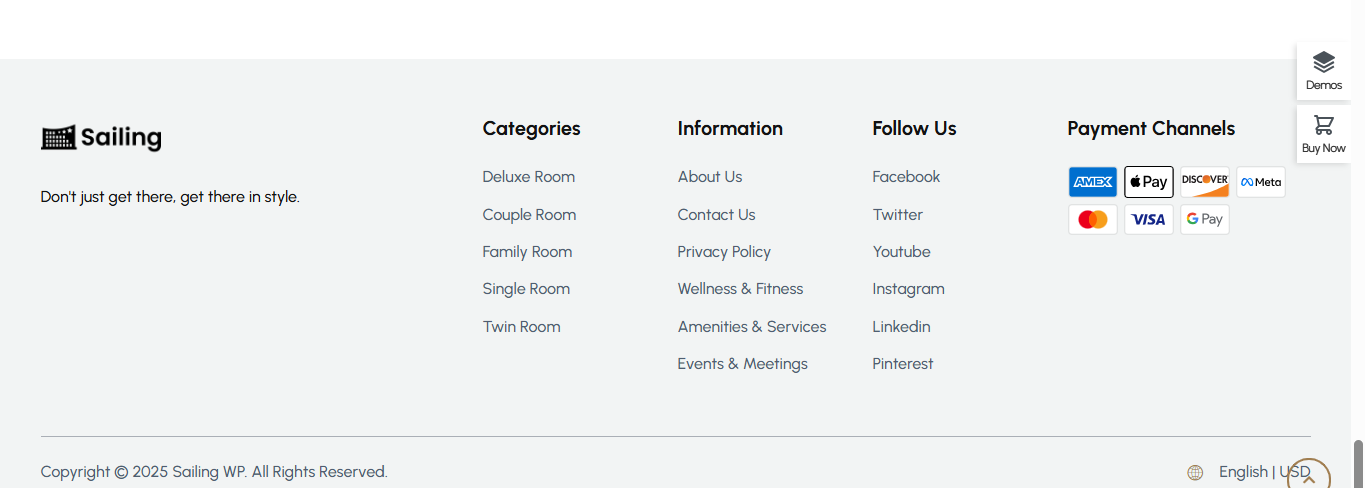 Demos
Buy Now
Sailing
Don't just get there, get there in style.
Categories
Deluxe Room
Couple Room
Family Room
Single Room
Twin Room
Information
About Us
Contact Us
Privacy Policy
Wellness & Fitness
Amenities & Services
Events & Meetings
Follow Us
Facebook
Twitter
Youtube
Instagram
Linkedin
Pinterest
Payment Channels
AMEX Pay DISCOVER Meta
VISA G Pay
Copyright © 2025 Sailing WP. All Rights Reserved.
English | USD